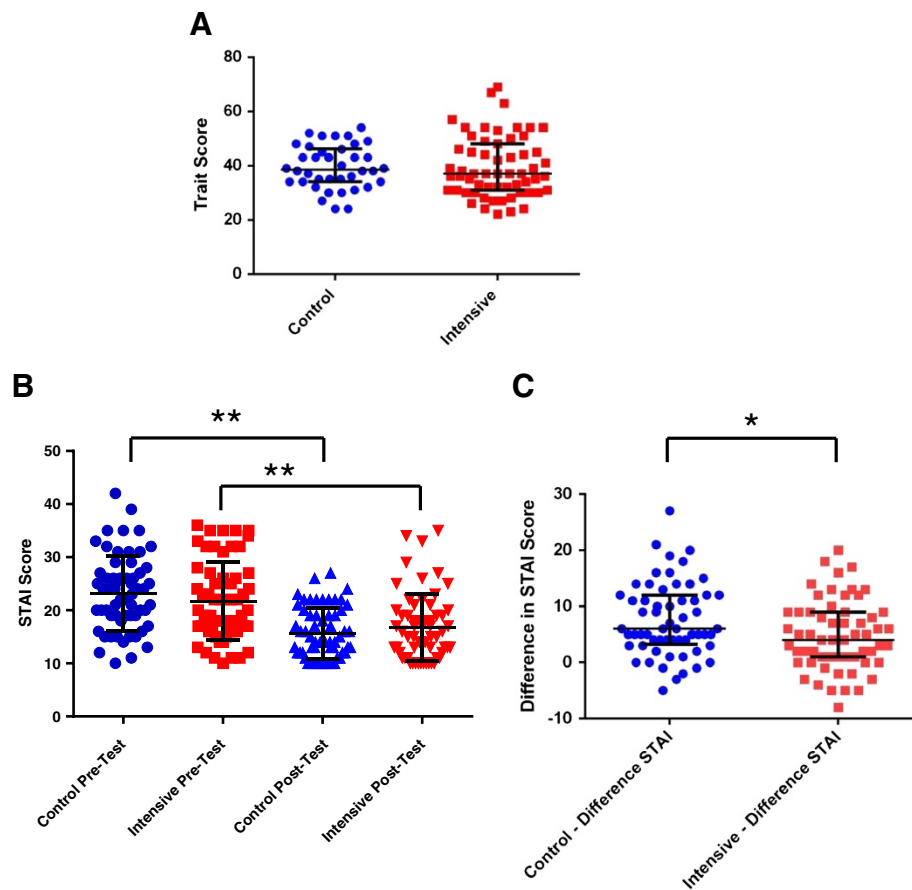 A
Trait Score
80
60
40
20
0
Control
Intensive
B
**
**
STAI Score
50
40
30
20
10
0
Control Pre-Test
Intensive Pre-Test
Control Post-Test
Intensive Post-Test
C
*
Difference in STAI Score
30
20
10
0
-10
Control - Difference STAI
Intensive - Difference STAI